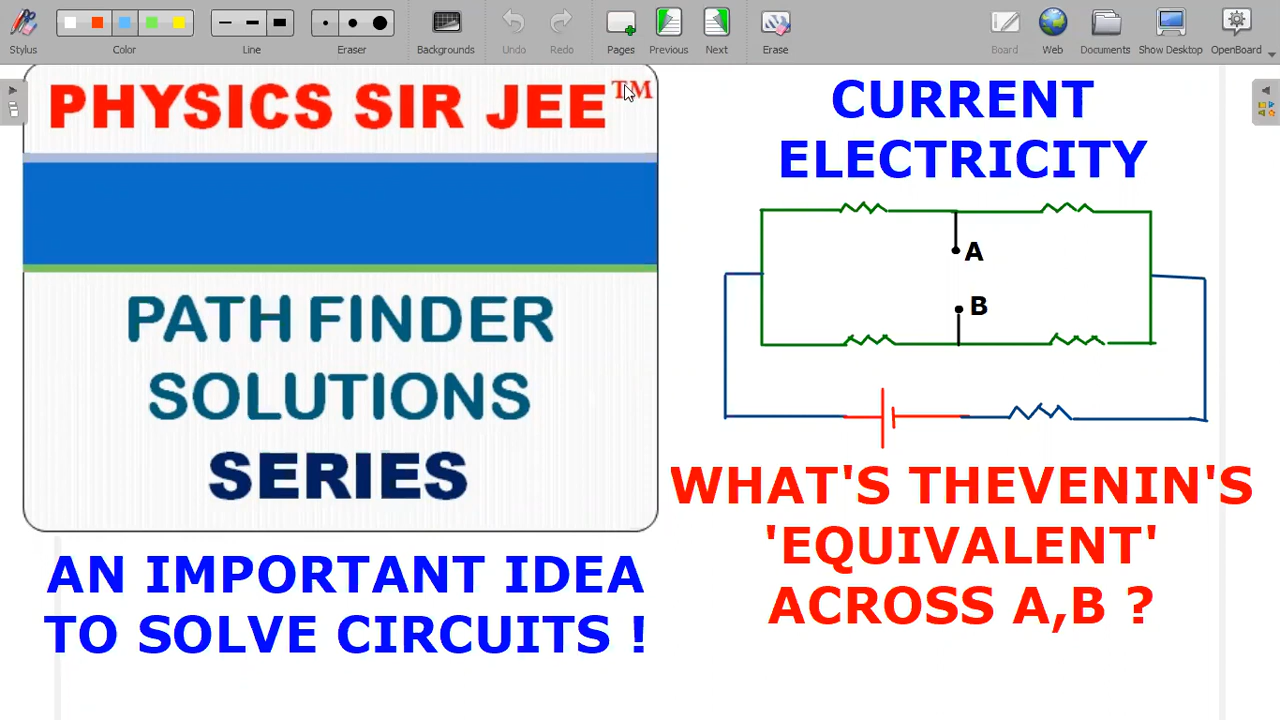 Stylus
Color
Line
Eraser
Backgrounds
Undo
Redo
Pages
Previous
Next
Erase
Board
Web
Documents
Show Desktop
OpenBoard
PHYSICS SIR JEE™
PATH FINDER
SOLUTIONS
SERIES
AN IMPORTANT IDEA
TO SOLVE CIRCUITS !
CURRENT
ELECTRICITY
A
B
WHAT'S THEVENIN'S
'EQUIVALENT'
ACROSS A,B ?